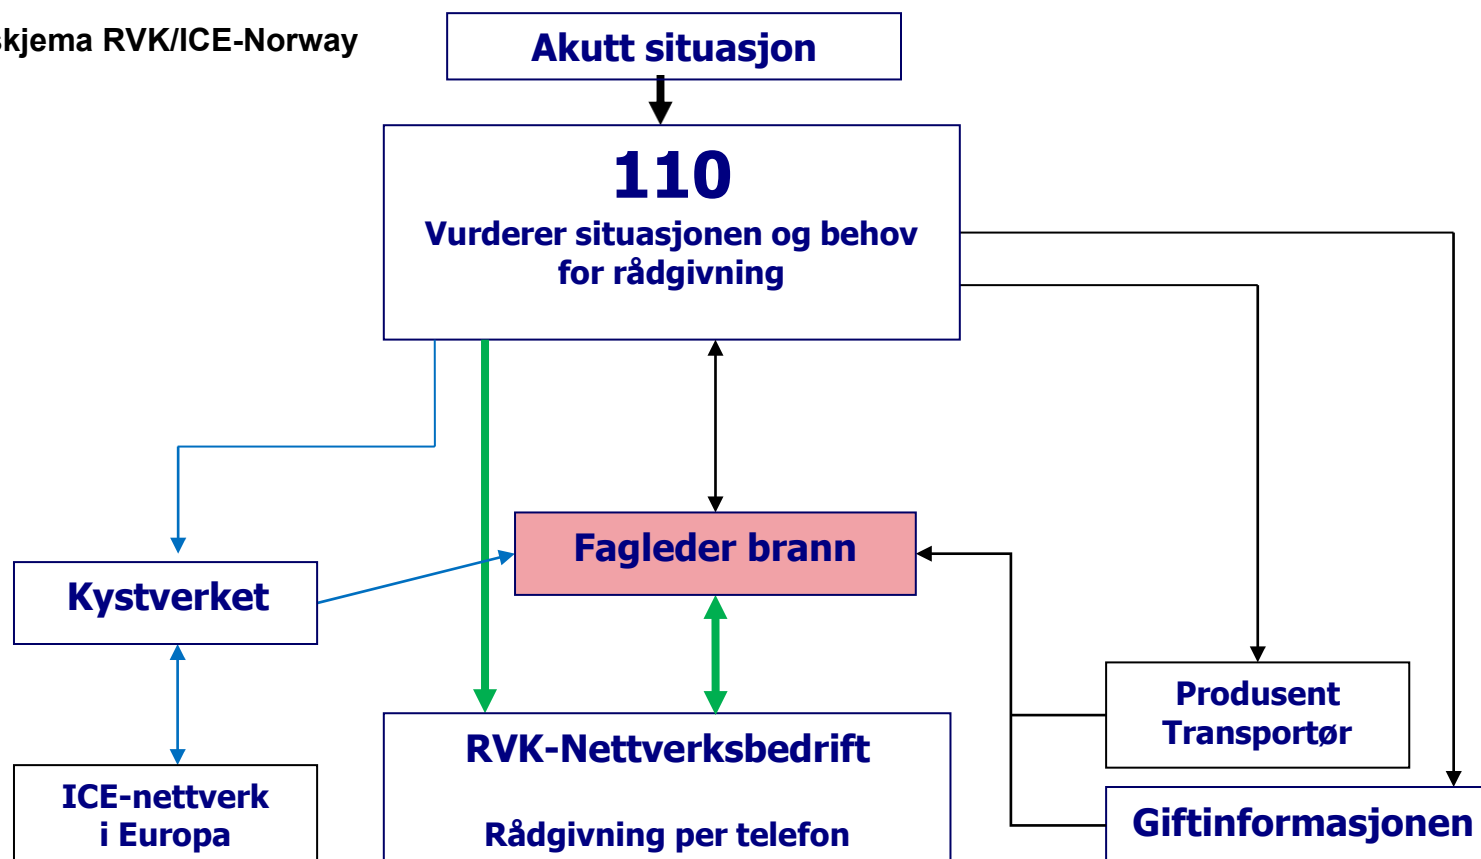 skjema RVK/ICE-Norway
Akutt situasjon
110
Vurderer situasjonen og behov
for rådgivning
Fagleder brann
Kystverket
Produsent
Transportør
RVK-Nettverksbedrift
ICE-nettverk
i Europa
Rådgivning per telefon
Giftinformasjonen